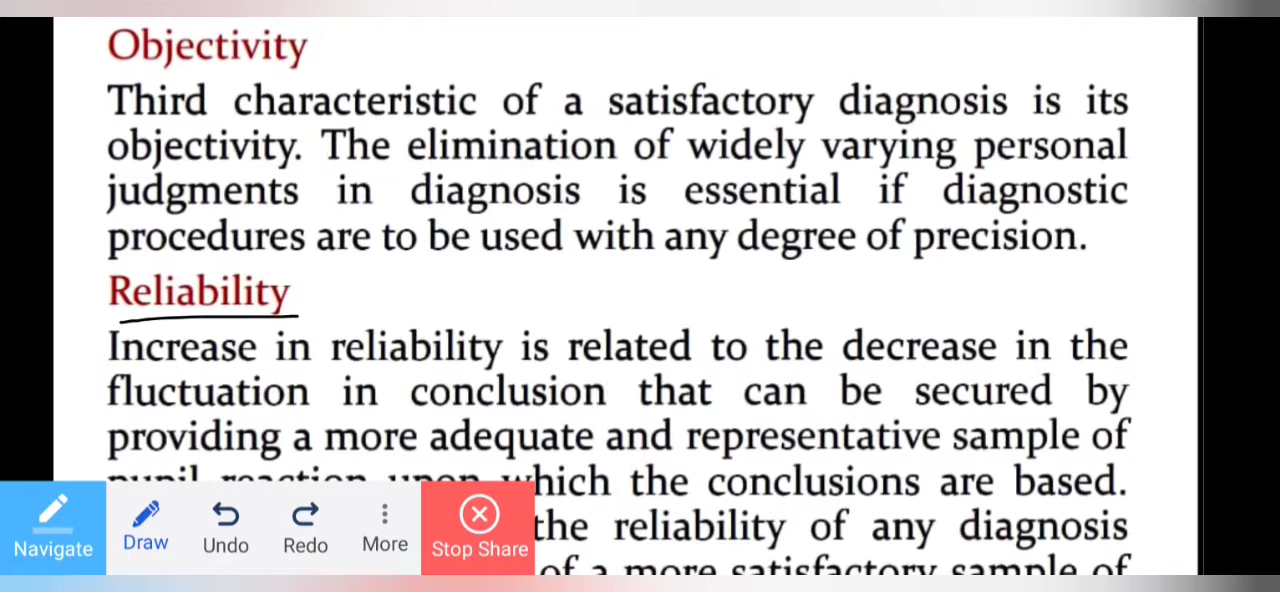 Objectivity
Third characteristic of a satisfactory diagnosis is its
objectivity. The elimination of widely varying personal
judgments in diagnosis is essential if diagnostic
procedures are to be used with any degree of precision.
Reliability
Increase in reliability is related to the decrease in the
fluctuation in conclusion that can be secured by
providing a more adequate and representative sample of
pupil reaction upon which the conclusions are based.
the reliability of any diagnosis
of a more satisfactory sample of
Navigate
Draw
Undo
Redo
More
Stop Share